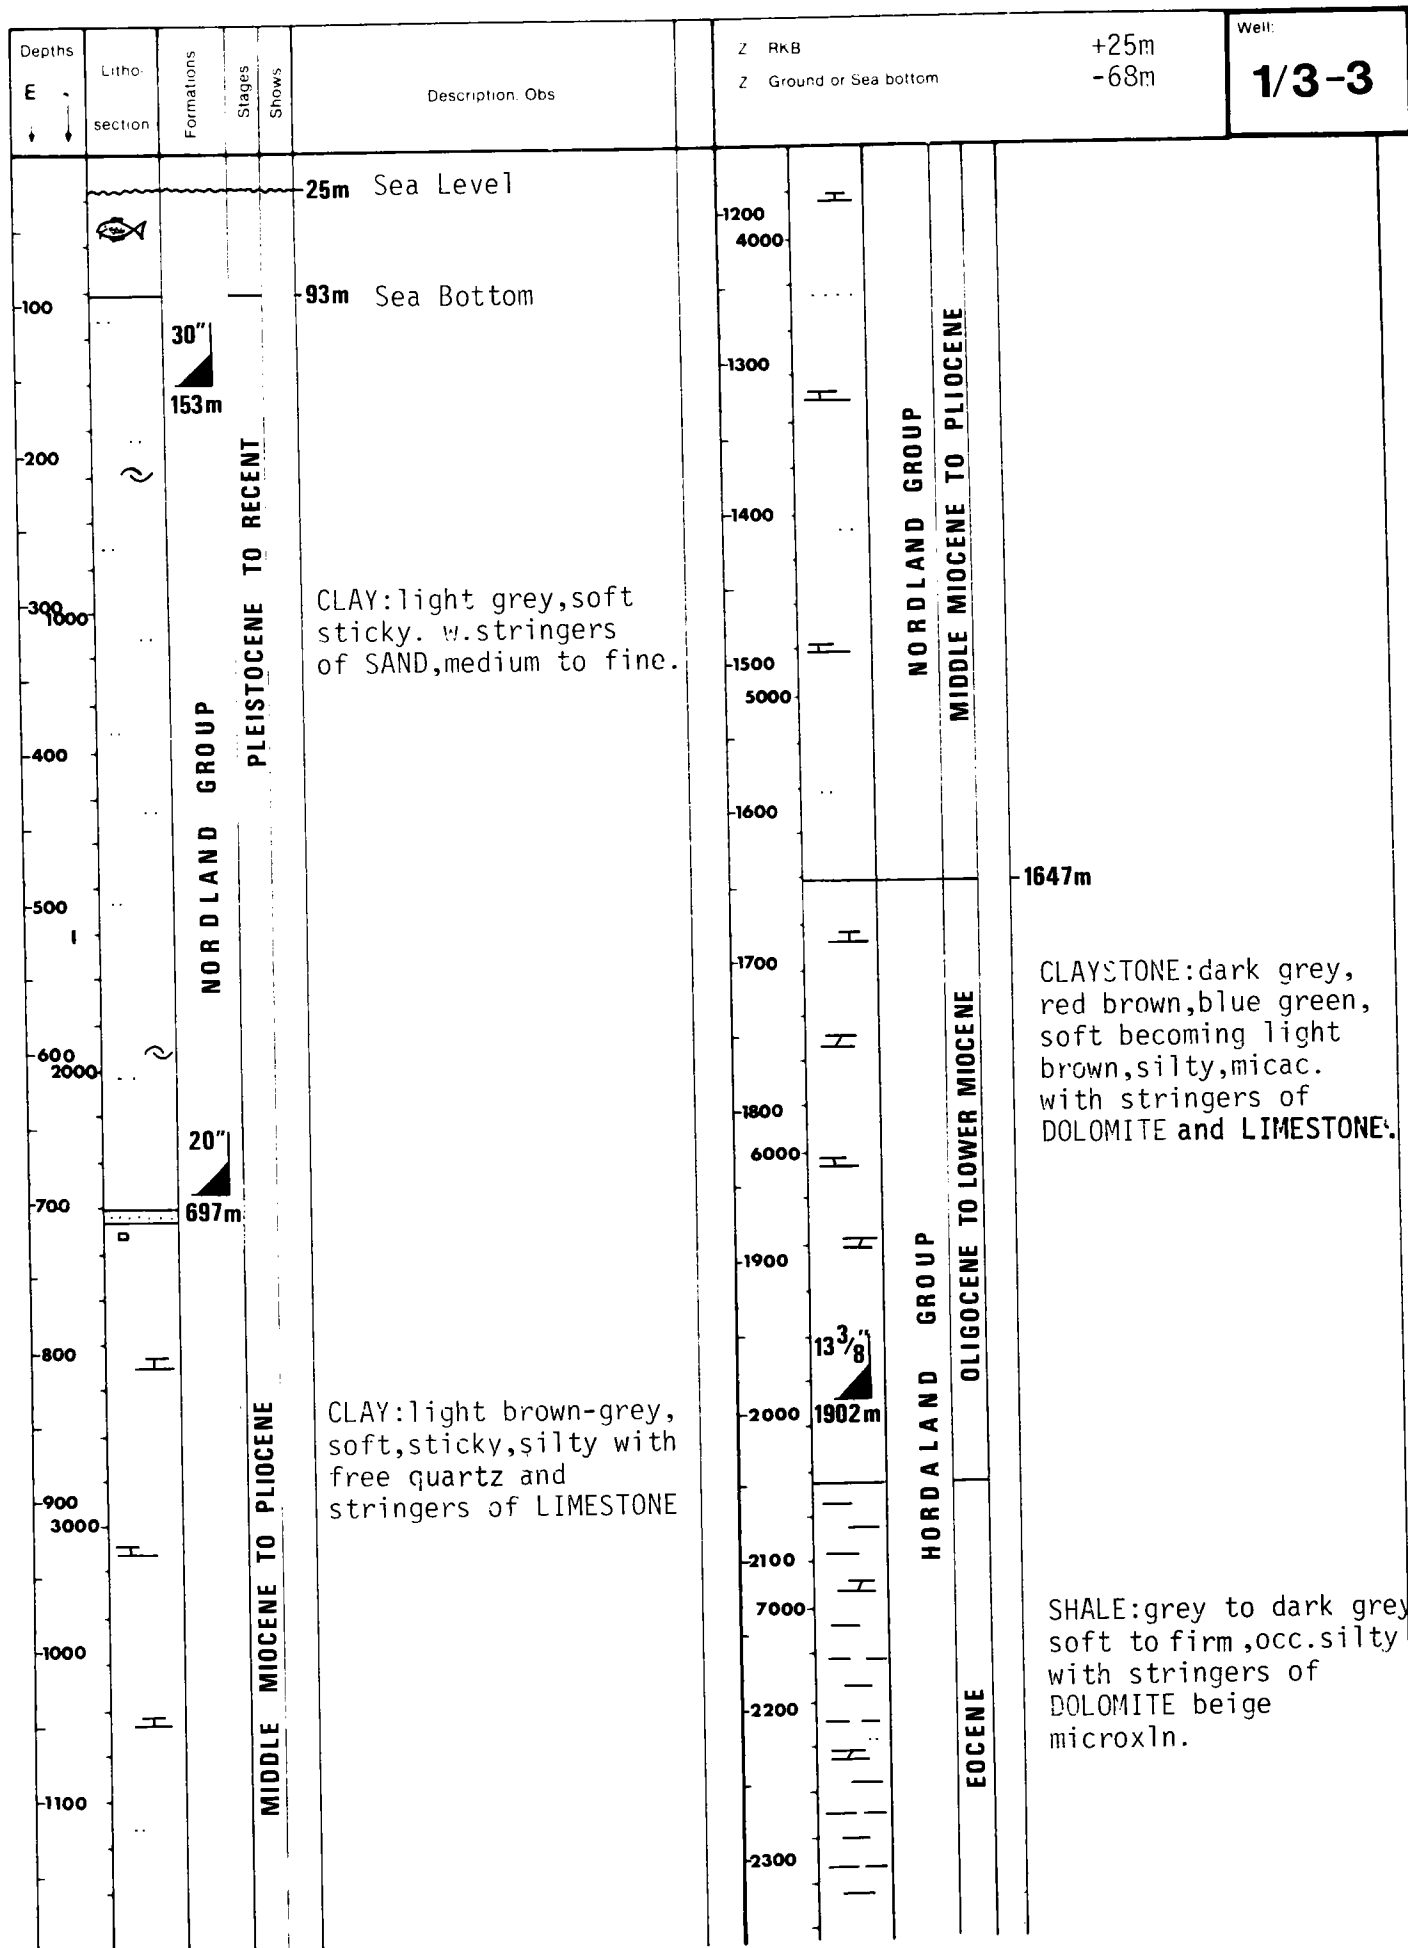 Depths
E
Litho-
section
Formations
Stages
Shows
Description. Obs
Z RKB +25m
Z Ground or Sea bottom -68m
Well:
1/3-3
25m Sea Level
93m Sea Bottom
100
30"
153m
200
300
1000
400
500
600
2000
20"
697m
700
800
900
3000
1000
1100
NORDLAND GROUP
PLEISTOCENE TO RECENT
MIDDLE MIOCENE TO PLIOCENE
CLAY:light grey,soft
sticky. w.stringers
of SAND,medium to fine.
CLAY:light brown-grey,
soft,sticky,silty with
free quartz and
stringers of LIMESTONE
1200
4000
1300
1400
1500
5000
1600
1647m
1700
1800
6000
1900
13 3/8"
1902m
2000
2100
7000
2200
2300
NORDLAND GROUP
MIDDLE MIOCENE TO PLIOCENE
HORDALAND GROUP
OLIGOCENE TO LOWER MIOCENE
EOCENE
CLAYSTONE:dark grey,
red brown,blue green,
soft becoming light
brown,silty,micac.
with stringers of
DOLOMITE and LIMESTONE.
SHALE:grey to dark grey
soft to firm,occ.silty
with stringers of
DOLOMITE beige
microxln.